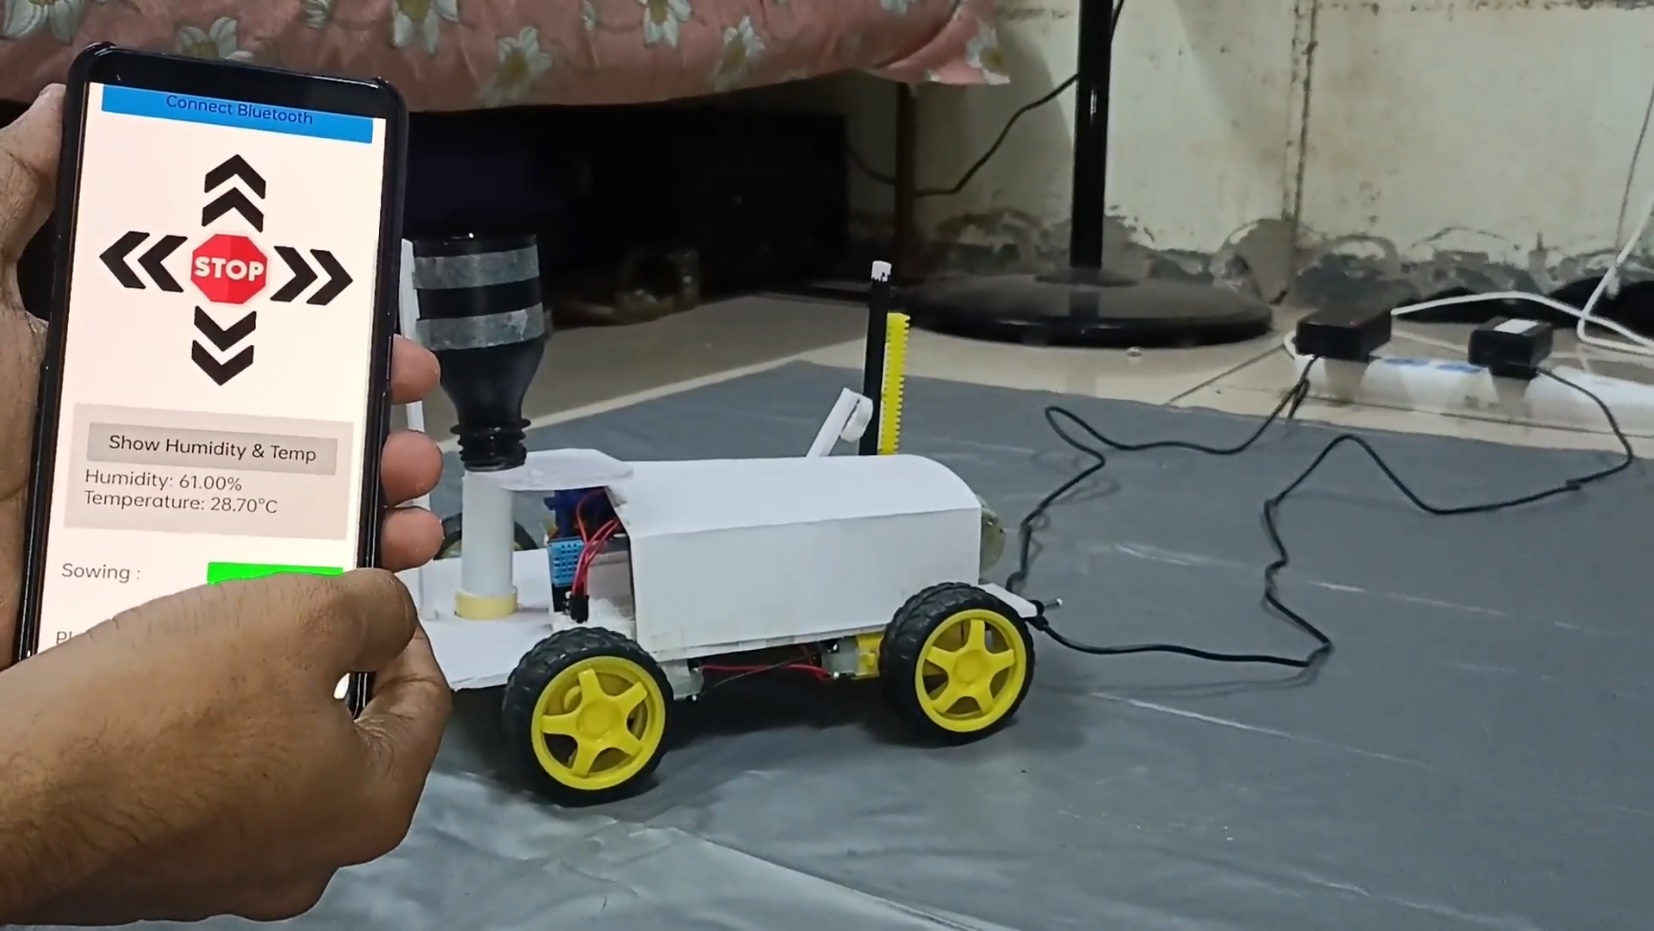 Connect Bluetooth
STOP
Show Humidity & Temp
Humidity: 61.00%
Temperature: 28.70°C
Sowing :